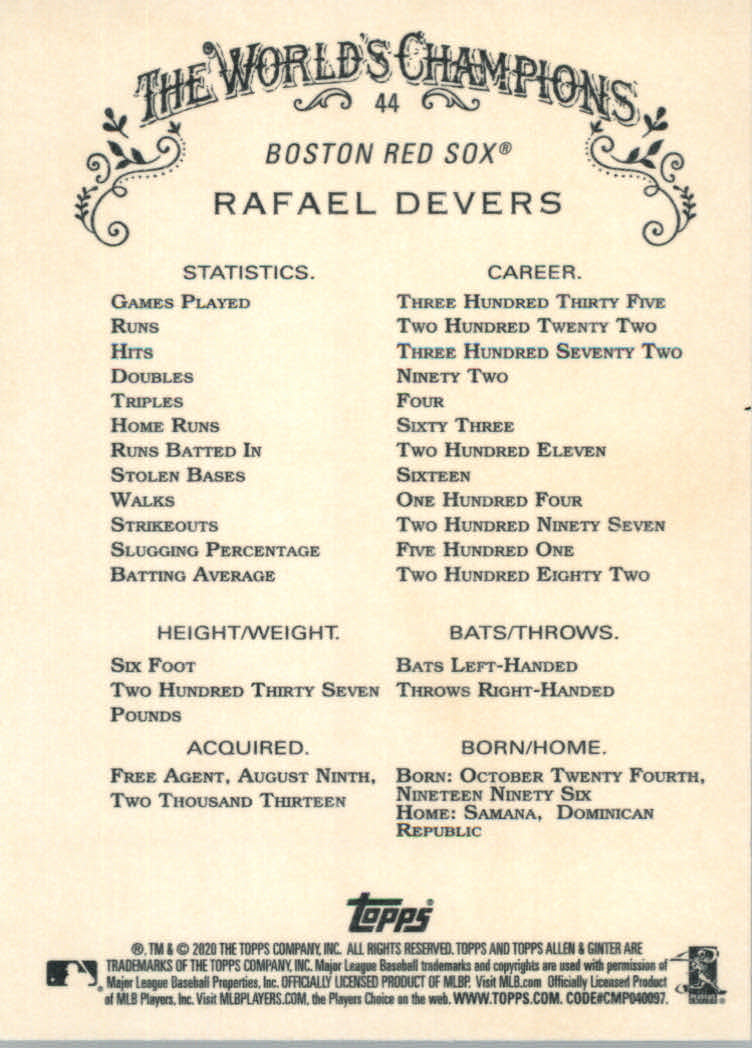 THE WORLD'S CHAMPIONS
44
BOSTON RED SOX®
RAFAEL DEVERS
STATISTICS. CAREER.
GAMES PLAYED THREE HUNDRED THIRTY FIVE
RUNS TWO HUNDRED TWENTY TWO
HITS THREE HUNDRED SEVENTY TWO
DOUBLES NINETY TWO
TRIPLES FOUR
HOME RUNS SIXTY THREE
RUNS BATTED IN TWO HUNDRED ELEVEN
STOLEN BASES SIXTEEN
WALKS ONE HUNDRED FOUR
STRIKEOUTS TWO HUNDRED NINETY SEVEN
SLUGGING PERCENTAGE FIVE HUNDRED ONE
BATTING AVERAGE TWO HUNDRED EIGHTY TWO
HEIGHT/WEIGHT. BATS/THROWS.
SIX FOOT BATS LEFT-HANDED
TWO HUNDRED THIRTY SEVEN THROWS RIGHT-HANDED
POUNDS
ACQUIRED. BORN/HOME.
FREE AGENT, AUGUST NINTH, BORN: OCTOBER TWENTY FOURTH,
TWO THOUSAND THIRTEEN NINETEEN NINETY SIX
HOME: SAMANA, DOMINICAN
REPUBLIC
topps®
®, TM & © 2020 THE TOPPS COMPANY, INC. ALL RIGHTS RESERVED. TOPPS AND TOPPS ALLEN & GINTER ARE
TRADEMARKS OF THE TOPPS COMPANY, INC. Major League Baseball trademarks and copyrights are used with permission of
Major League Baseball Properties, Inc. OFFICIALLY LICENSED PRODUCT OF MLBP. Visit MLB.com Officially Licensed Product
of MLB Players, Inc. Visit MLBPLAYERS.COM, the Players Choice on the web. WWW.TOPPS.COM. CODE#CMP040097.